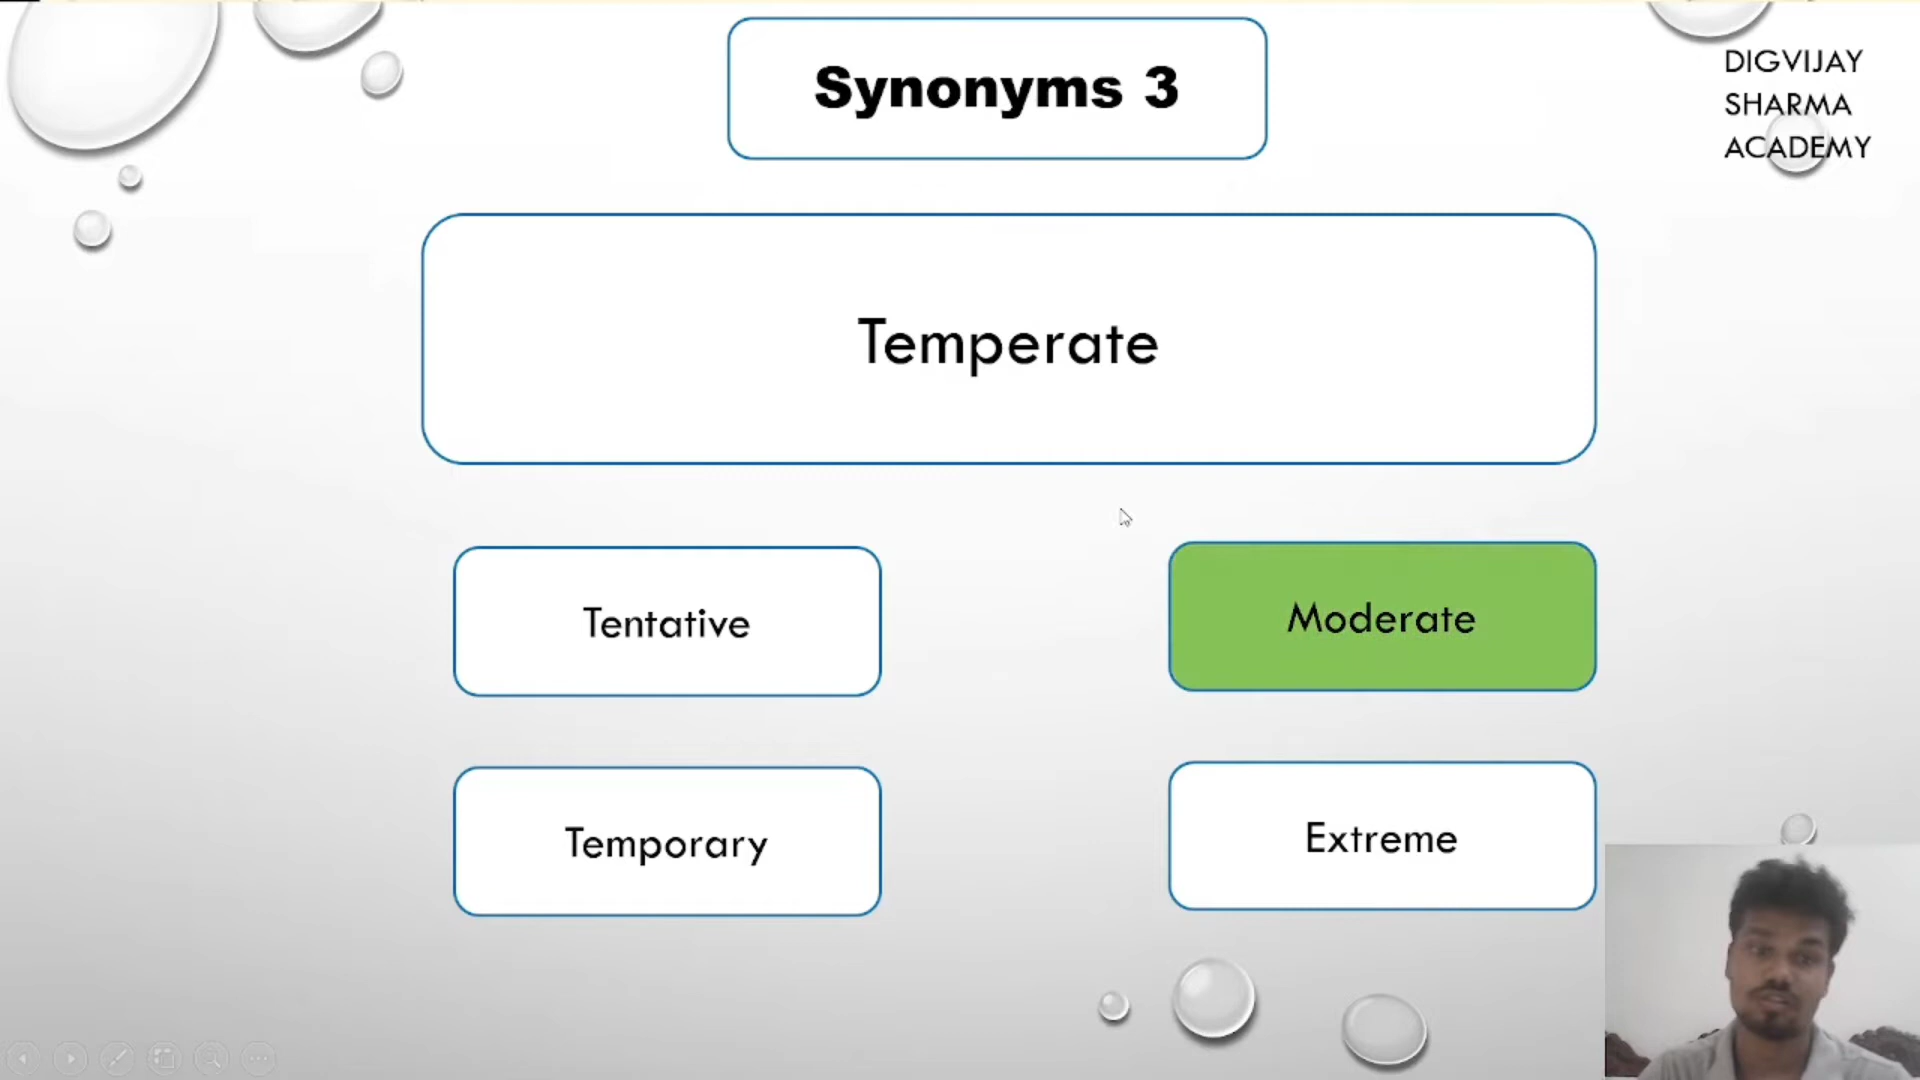 Synonyms 3
DIGVIJAY
SHARMA
ACADEMY
Temperate
Tentative
Moderate
Temporary
Extreme